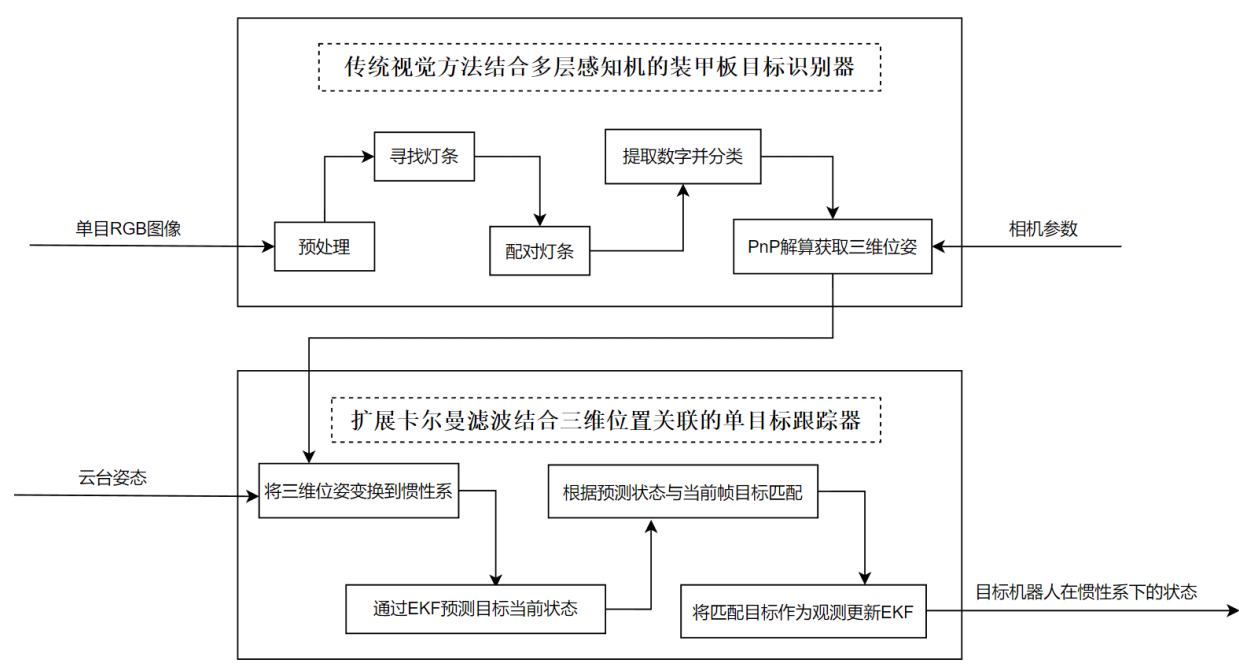 传统视觉方法结合多层感知机的装甲板目标识别器
寻找灯条
提取数字并分类
单目RGB图像
预处理
配对灯条
PnP解算获取三维位姿
相机参数
扩展卡尔曼滤波结合三维位置关联的单目标跟踪器
云台姿态
将三维位姿变换到惯性系
根据预测状态与当前帧目标匹配
通过EKF预测目标当前状态
将匹配目标作为观测更新EKF
目标机器人在惯性系下的状态